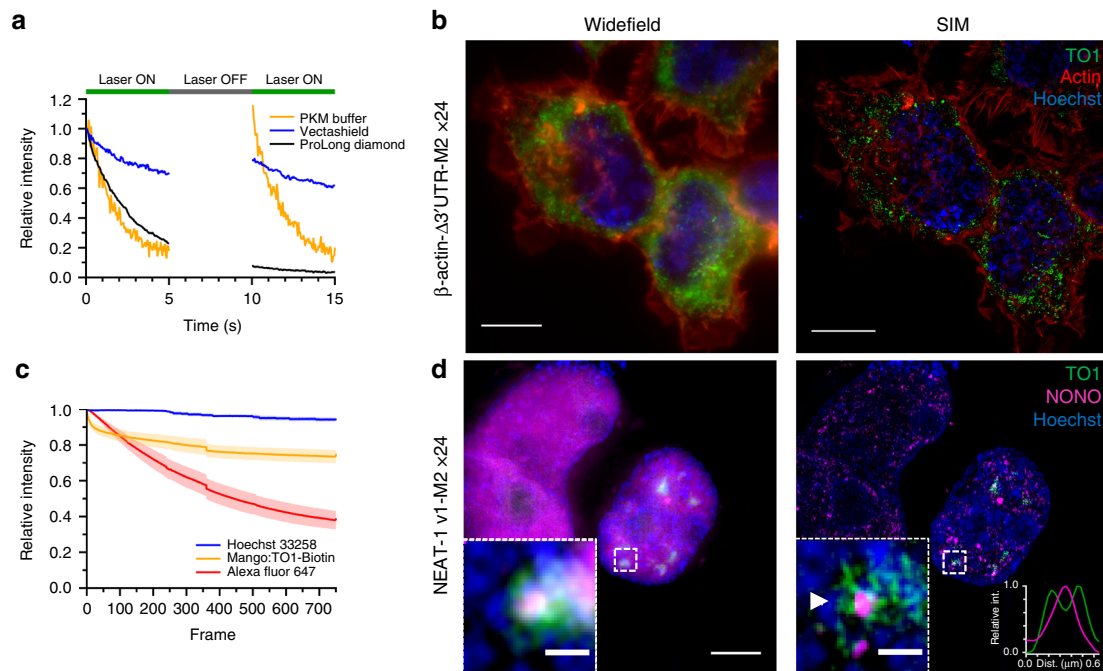 a
Laser ON Laser OFF Laser ON
1.2
1.0
0.8
0.6
0.4
0.2
0.0
PKM buffer
Vectashield
ProLong diamond
Relative intensity
0 5 10 15
Time (s)
b
Widefield SIM
β-actin-Δ3′UTR-M2 ×24
TO1
Actin
Hoechst
c
1.0
0.8
0.6
0.4
0.2
0.0
Relative intensity
Hoechst 33258
Mango:TO1-Biotin
Alexa fluor 647
0 100 200 300 400 500 600 700
Frame
d
NEAT-1 v1-M2 ×24
TO1
NONO
Hoechst
Relative int.
1.0
0.0
0.0 Dist. (μm) 0.6